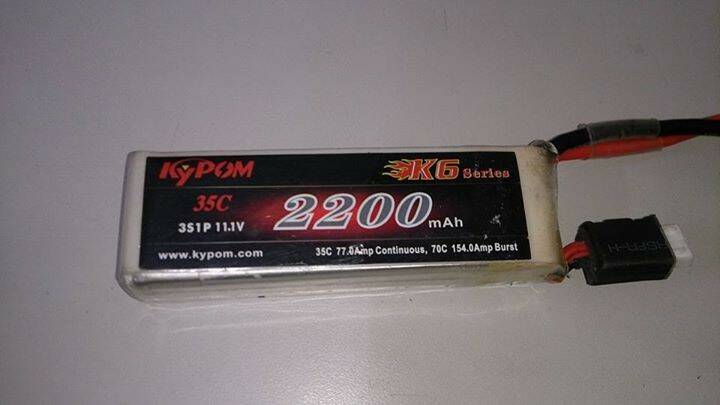 KyPOM
K6 Series
35C
2200mAh
3S1P 11.1V
www.kypom.com
35C 77.0Amp Continuous, 70C 154.0Amp Burst